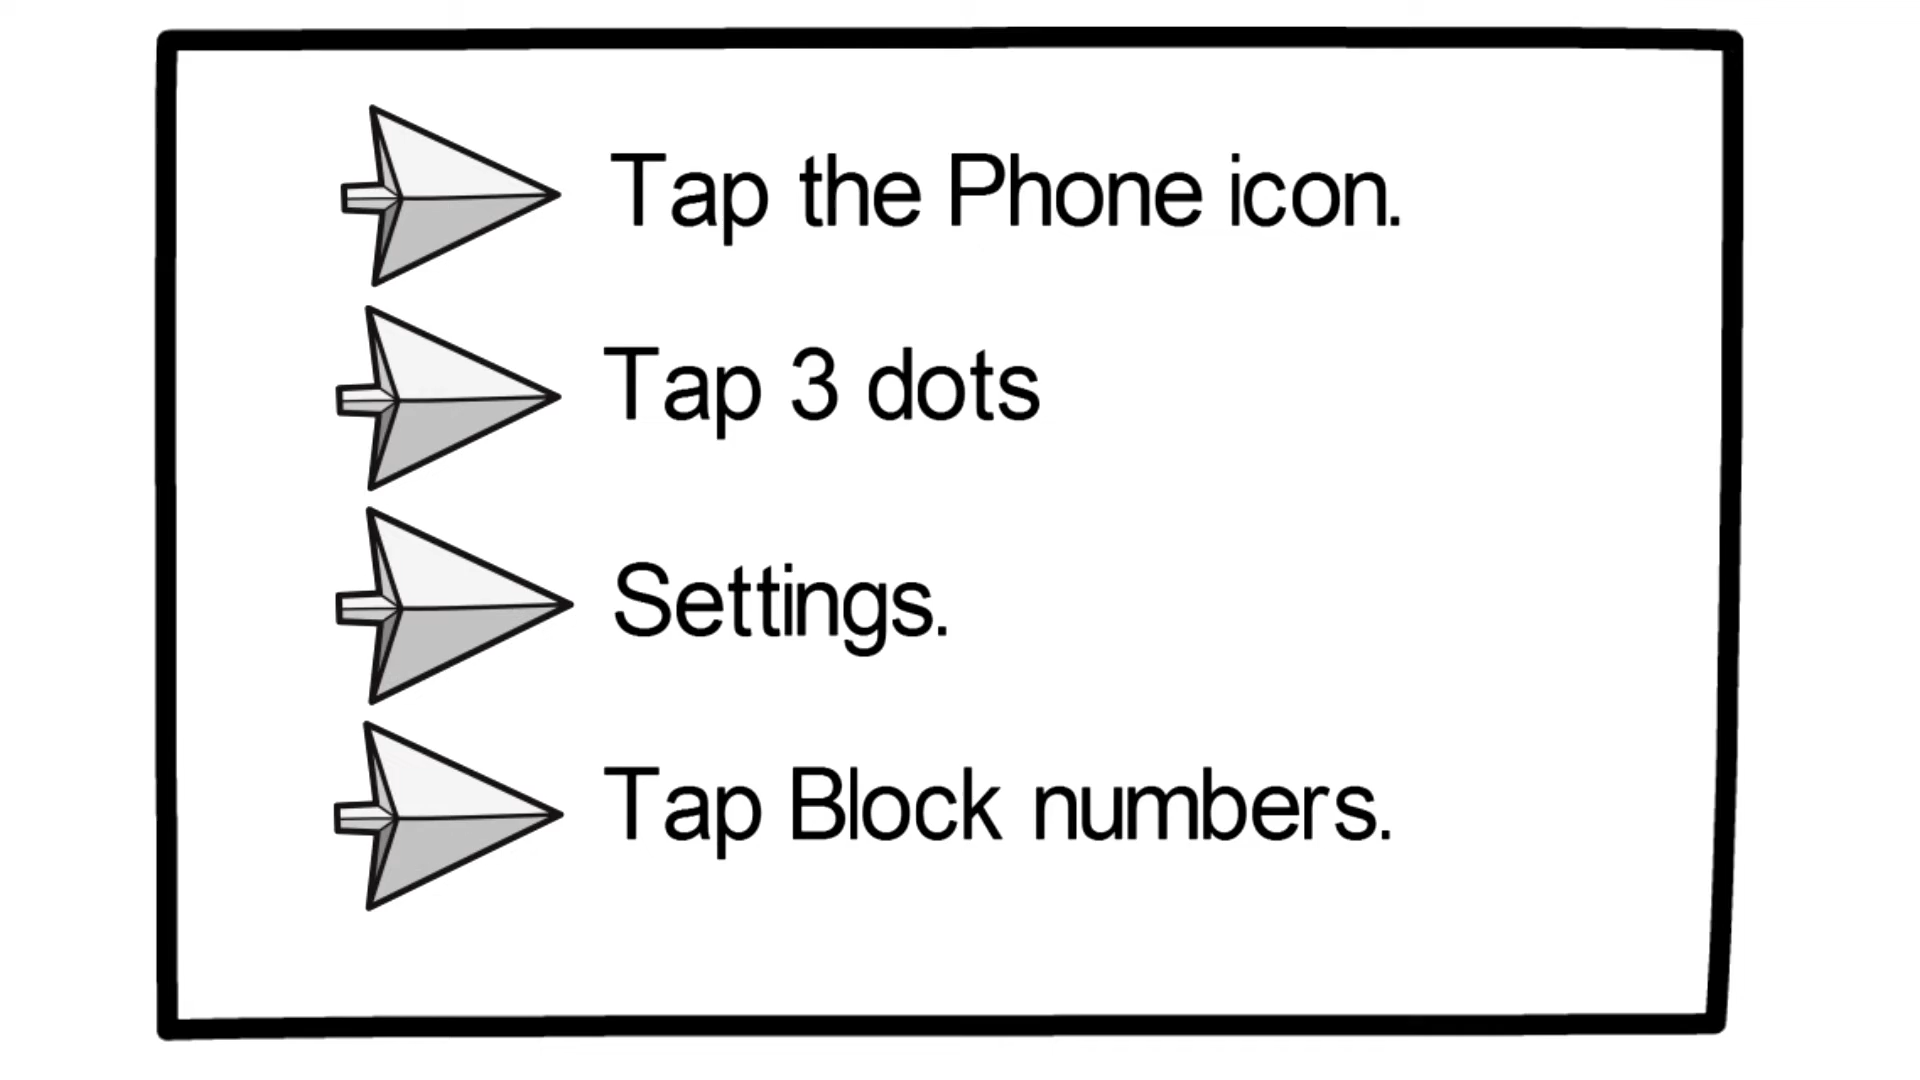 Tap the Phone icon.
Tap 3 dots
Settings.
Tap Block numbers.